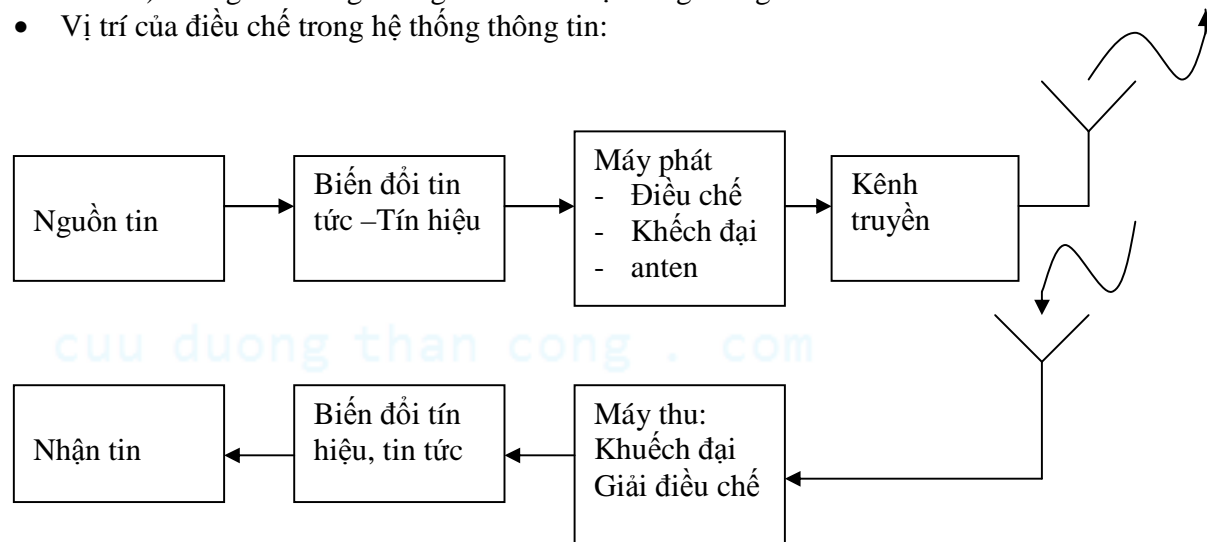 • Vị trí của điều chế trong hệ thống thông tin:
Nguồn tin
Biến đổi tin
tức –Tín hiệu
Máy phát
- Điều chế
- Khếch đại
- anten
Kênh
truyền
cuu duong than cong . com
Nhận tin
Biến đổi tín
hiệu, tin tức
Máy thu:
Khuếch đại
Giải điều chế